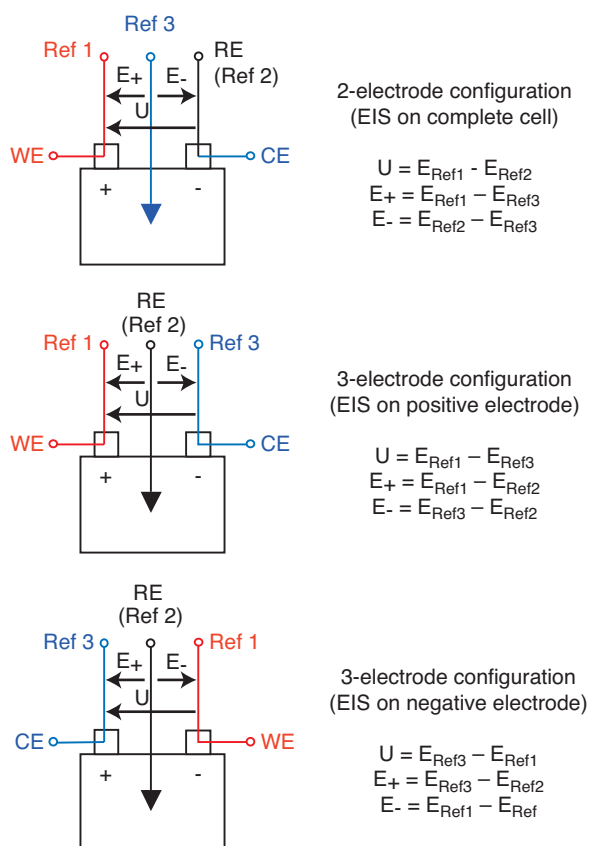 Ref 3
Ref 1
RE
(Ref 2)
E+
E-
U
WE
CE
+
-
2-electrode configuration
(EIS on complete cell)
U = ERef1 - ERef2
E+ = ERef1 – ERef3
E- = ERef2 – ERef3
RE
(Ref 2)
Ref 1
Ref 3
E+
E-
U
WE
CE
+
-
3-electrode configuration
(EIS on positive electrode)
U = ERef1 – ERef3
E+ = ERef1 – ERef2
E- = ERef3 – ERef2
RE
(Ref 2)
Ref 3
Ref 1
E+
E-
U
CE
WE
+
-
3-electrode configuration
(EIS on negative electrode)
U = ERef3 – ERef1
E+ = ERef3 – ERef2
E- = ERef1 – ERef